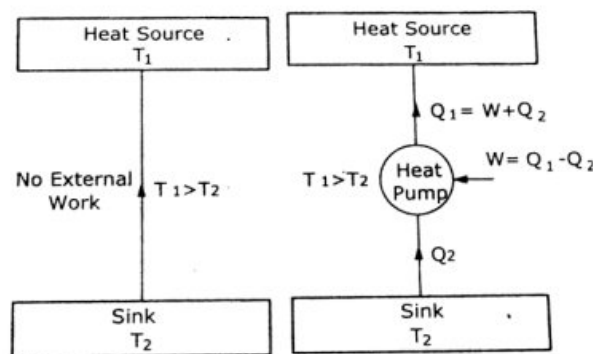 Heat Source
T1
No External
Work
T1>T2
Sink
T2
Heat Source
T1
Q1= W+Q2
T1>T2
Heat
Pump
W= Q1-Q2
Q2
Sink
T2